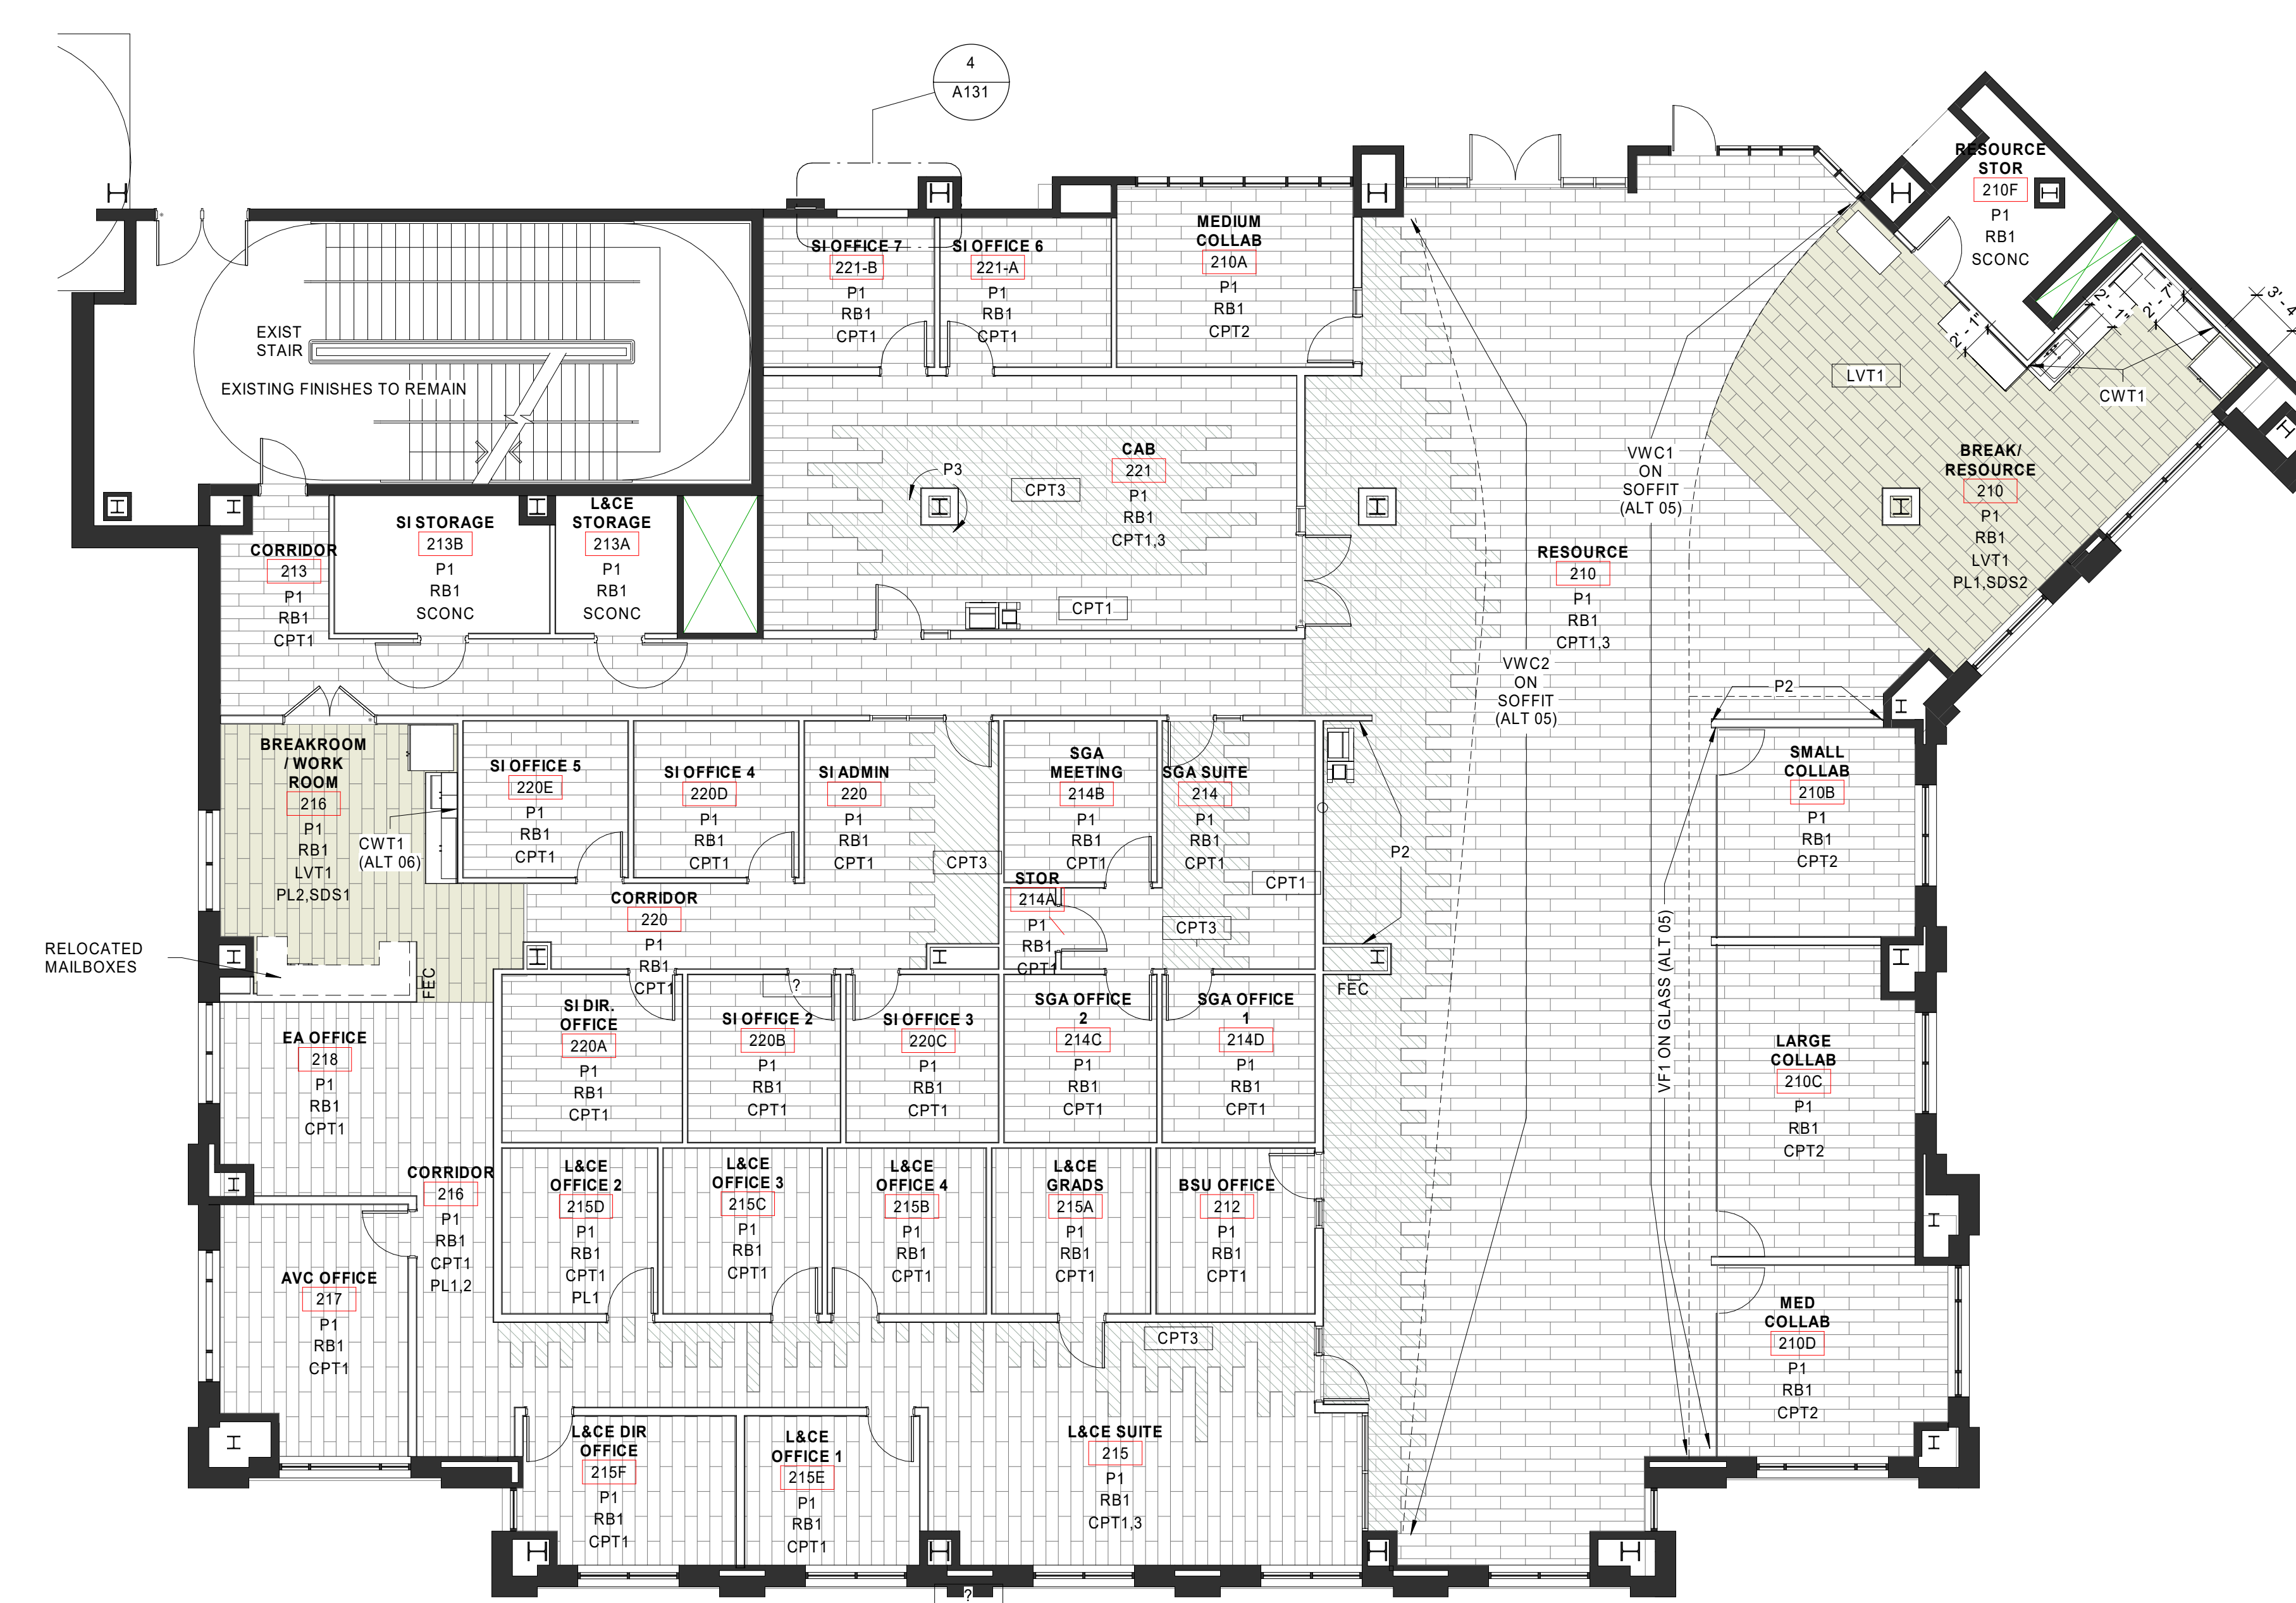 4
A131
RESOURCE
STOR
210F
P1
RB1
SCONC
SI OFFICE 7
221-B
P1
RB1
CPT1
SI OFFICE 6
221-A
P1
RB1
CPT1
MEDIUM
COLLAB
210A
P1
RB1
CPT2
EXIST
STAIR
EXISTING FINISHES TO REMAIN
2' - 1"
2' - 1"
2' - 7"
3' - 4
LVT1
CWT1
VWC1
ON
SOFFIT
(ALT 05)
BREAK/
RESOURCE
210
P1
RB1
LVT1
PL1,SDS2
CAB
221
P1
RB1
CPT1,3
P3
CPT3
CPT1
CORRIDOR
213
P1
RB1
CPT1
SI STORAGE
213B
P1
RB1
SCONC
L&CE
STORAGE
213A
P1
RB1
SCONC
RESOURCE
210
P1
RB1
CPT1,3
VWC2
ON
SOFFIT
(ALT 05)
P2
BREAKROOM
/ WORK
ROOM
216
P1
RB1
LVT1
PL2,SDS1
CWT1
(ALT 06)
SI OFFICE 5
220E
P1
RB1
CPT1
SI OFFICE 4
220D
P1
RB1
CPT1
SI ADMIN
220
P1
RB1
CPT1
CPT3
SGA
MEETING
214B
P1
RB1
CPT1
SGA SUITE
214
P1
RB1
CPT1
CPT1
CPT3
P2
SMALL
COLLAB
210B
P1
RB1
CPT2
STOR
214A
P1
RB1
CPT1
CORRIDOR
220
P1
RB1
CPT1
RELOCATED
MAILBOXES
FEC
FEC
VF1 ON GLASS (ALT 05)
?
SI DIR.
OFFICE
220A
P1
RB1
CPT1
SI OFFICE 2
220B
P1
RB1
CPT1
SI OFFICE 3
220C
P1
RB1
CPT1
SGA OFFICE
2
214C
P1
RB1
CPT1
SGA OFFICE
1
214D
P1
RB1
CPT1
EA OFFICE
218
P1
RB1
CPT1
LARGE
COLLAB
210C
P1
RB1
CPT2
CORRIDOR
216
P1
RB1
CPT1
PL1,2
L&CE
OFFICE 2
215D
P1
RB1
CPT1
PL1
L&CE
OFFICE 3
215C
P1
RB1
CPT1
L&CE
OFFICE 4
215B
P1
RB1
CPT1
L&CE
GRADS
215A
P1
RB1
CPT1
BSU OFFICE
212
P1
RB1
CPT1
AVC OFFICE
217
P1
RB1
CPT1
CPT3
MED
COLLAB
210D
P1
RB1
CPT2
L&CE DIR
OFFICE
215F
P1
RB1
CPT1
L&CE
OFFICE 1
215E
P1
RB1
CPT1
L&CE SUITE
215
P1
RB1
CPT1,3
?